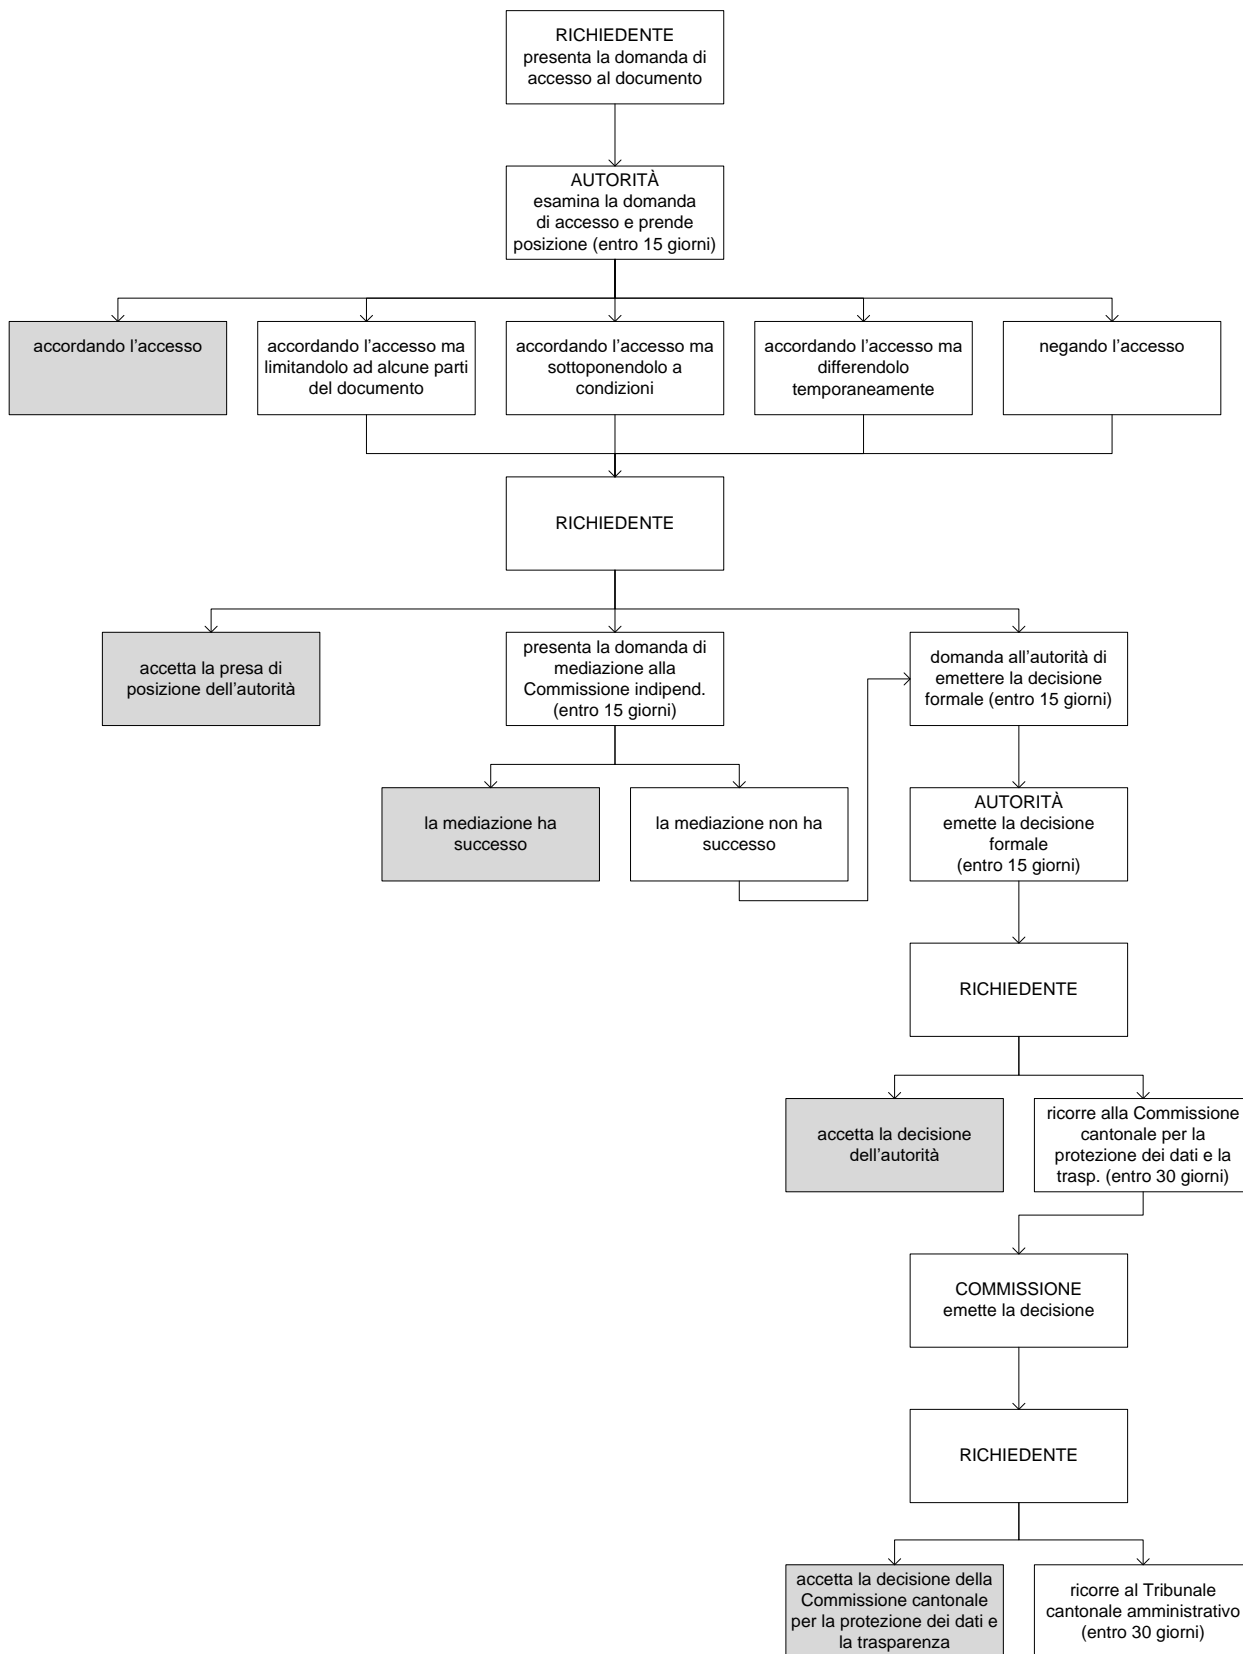 RICHIEDENTE
presenta la domanda di
accesso al documento
AUTORITÀ
esamina la domanda
di accesso e prende
posizione (entro 15 giorni)
accordando l'accesso
accordando l'accesso ma
limitandolo ad alcune parti
del documento
accordando l'accesso ma
sottoponendolo a
condizioni
accordando l'accesso ma
differendolo
temporaneamente
negando l'accesso
RICHIEDENTE
accetta la presa di
posizione dell'autorità
presenta la domanda di
mediazione alla
Commissione indipend.
(entro 15 giorni)
domanda all'autorità di
emettere la decisione
formale (entro 15 giorni)
la mediazione ha
successo
la mediazione non ha
successo
AUTORITÀ
emette la decisione
formale
(entro 15 giorni)
RICHIEDENTE
accetta la decisione
dell'autorità
ricorre alla Commissione
cantonale per la
protezione dei dati e la
trasp. (entro 30 giorni)
COMMISSIONE
emette la decisione
RICHIEDENTE
accetta la decisione della
Commissione cantonale
per la protezione dei dati e
la trasparenza
ricorre al Tribunale
cantonale amministrativo
(entro 30 giorni)